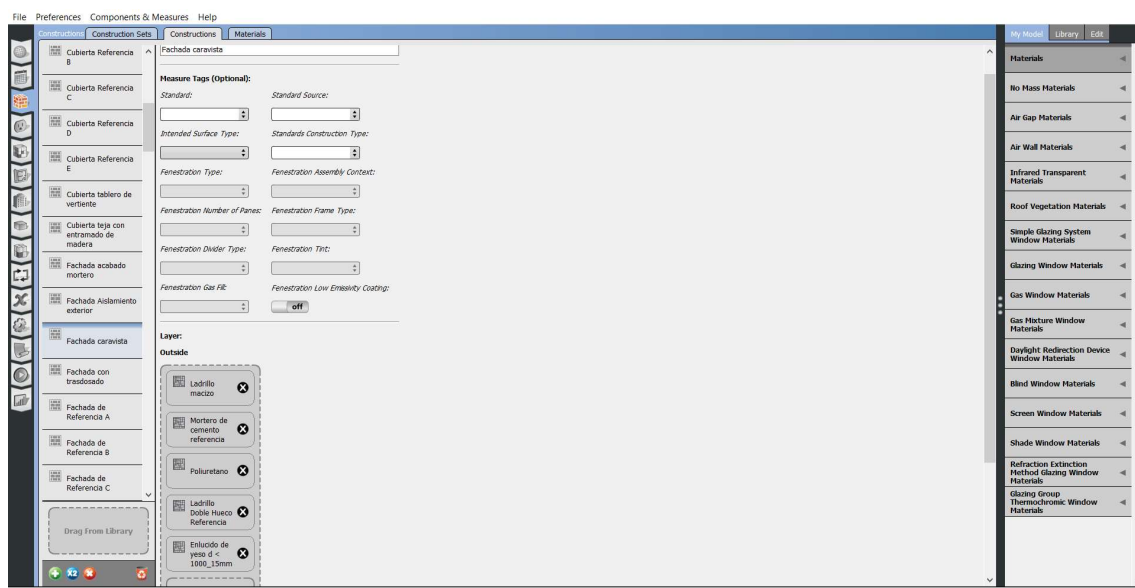 File Preferences Components & Measures Help
Constructions Construction Sets Constructions Materials
My Model Library Edit
Cubierta Referencia
B
Cubierta Referencia
C
Cubierta Referencia
D
Cubierta Referencia
E
Cubierta tablero de
vertiente
Cubierta teja con
entramado de
madera
Fachada acabado
mortero
Fachada Aislamiento
exterior
Fachada caravista
Fachada con
trasdosado
Fachada de
Referencia A
Fachada de
Referencia B
Fachada de
Referencia C
Drag From Library
x2
Fachada caravista
Measure Tags (Optional):
Standard: Standard Source:
Intended Surface Type: Standards Construction Type:
Fenestration Type: Fenestration Assembly Context:
Fenestration Number of Panes: Fenestration Frame Type:
Fenestration Divider Type: Fenestration Tint:
Fenestration Gas Fill: Fenestration Low Emissivity Coating:
off
Layer:
Outside
Ladrillo
macizo
Mortero de
cemento
referencia
Poliuretano
Ladrillo
Doble Hueco
Referencia
Enlucido de
yeso d <
1000_15mm
Materials
No Mass Materials
Air Gap Materials
Air Wall Materials
Infrared Transparent
Materials
Roof Vegetation Materials
Simple Glazing System
Window Materials
Glazing Window Materials
Gas Window Materials
Gas Mixture Window
Materials
Daylight Redirection Device
Window Materials
Blind Window Materials
Screen Window Materials
Shade Window Materials
Refraction Extinction
Method Glazing Window
Materials
Glazing Group
Thermochromic Window
Materials